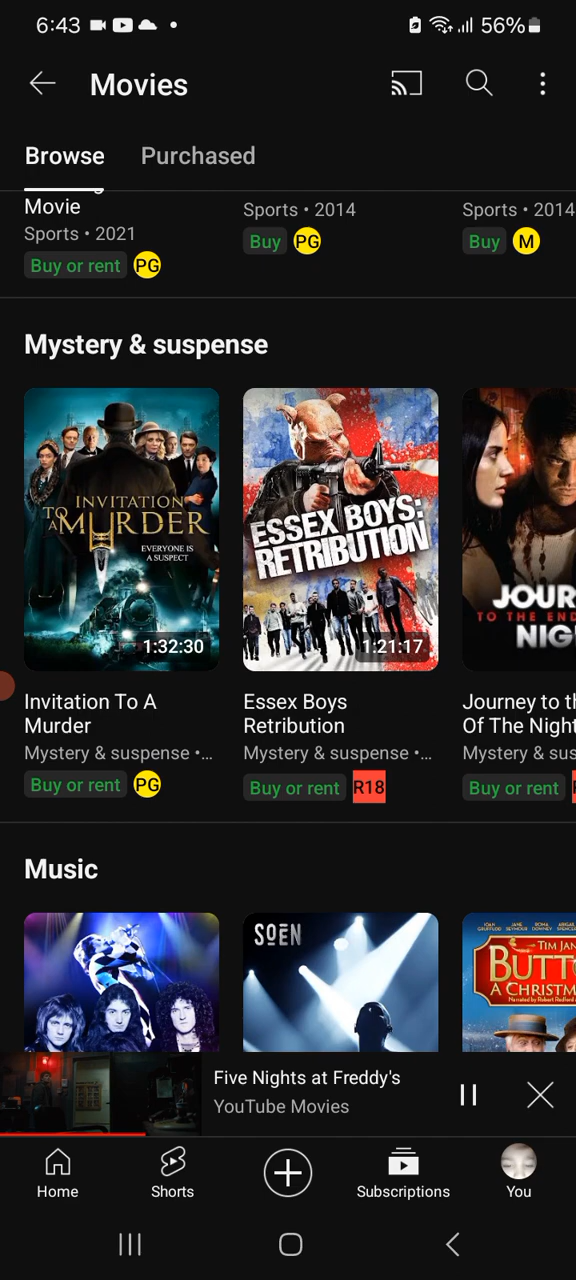 6:43 56%
Movies
Browse Purchased
Movie
Sports • 2021
Buy or rent PG
Sports • 2014
Buy PG
Sports • 2014
Buy M
Mystery & suspense
INVITATION
TO A MURDER
EVERYONE IS
A SUSPECT
1:32:30
Invitation To A
Murder
Mystery & suspense •...
Buy or rent PG
ESSEX BOYS:
RETRIBUTION
1:21:17
Essex Boys
Retribution
Mystery & suspense •...
Buy or rent R18
JOUR
TO THE END
NIG
Journey to th
Of The Night
Mystery & sus
Buy or rent
Music
SOEN
TIM JAN
BUTT
A CHRISTM
Five Nights at Freddy's
YouTube Movies
Home Shorts Subscriptions You